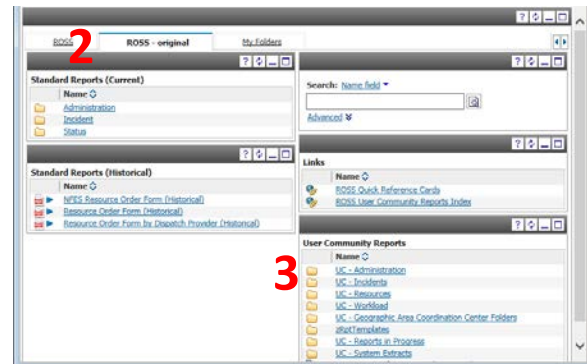 ROSS
2
ROSS - original
My Folders
Standard Reports (Current)
Name
Administration
Incident
Status
Standard Reports (Historical)
Name
NFES Resource Order Form (Historical)
Resource Order Form (Historical)
Resource Order Form by Dispatch Provider (Historical)
Search: Name field
Advanced
Links
Name
ROSS Quick Reference Cards
ROSS User Community Reports Index
3
User Community Reports
Name
UC - Administration
UC - Incidents
UC - Resources
UC - Workload
UC - Geographic Area Coordination Center Folders
zRptTemplates
UC - Reports in Progress
UC - System Extracts